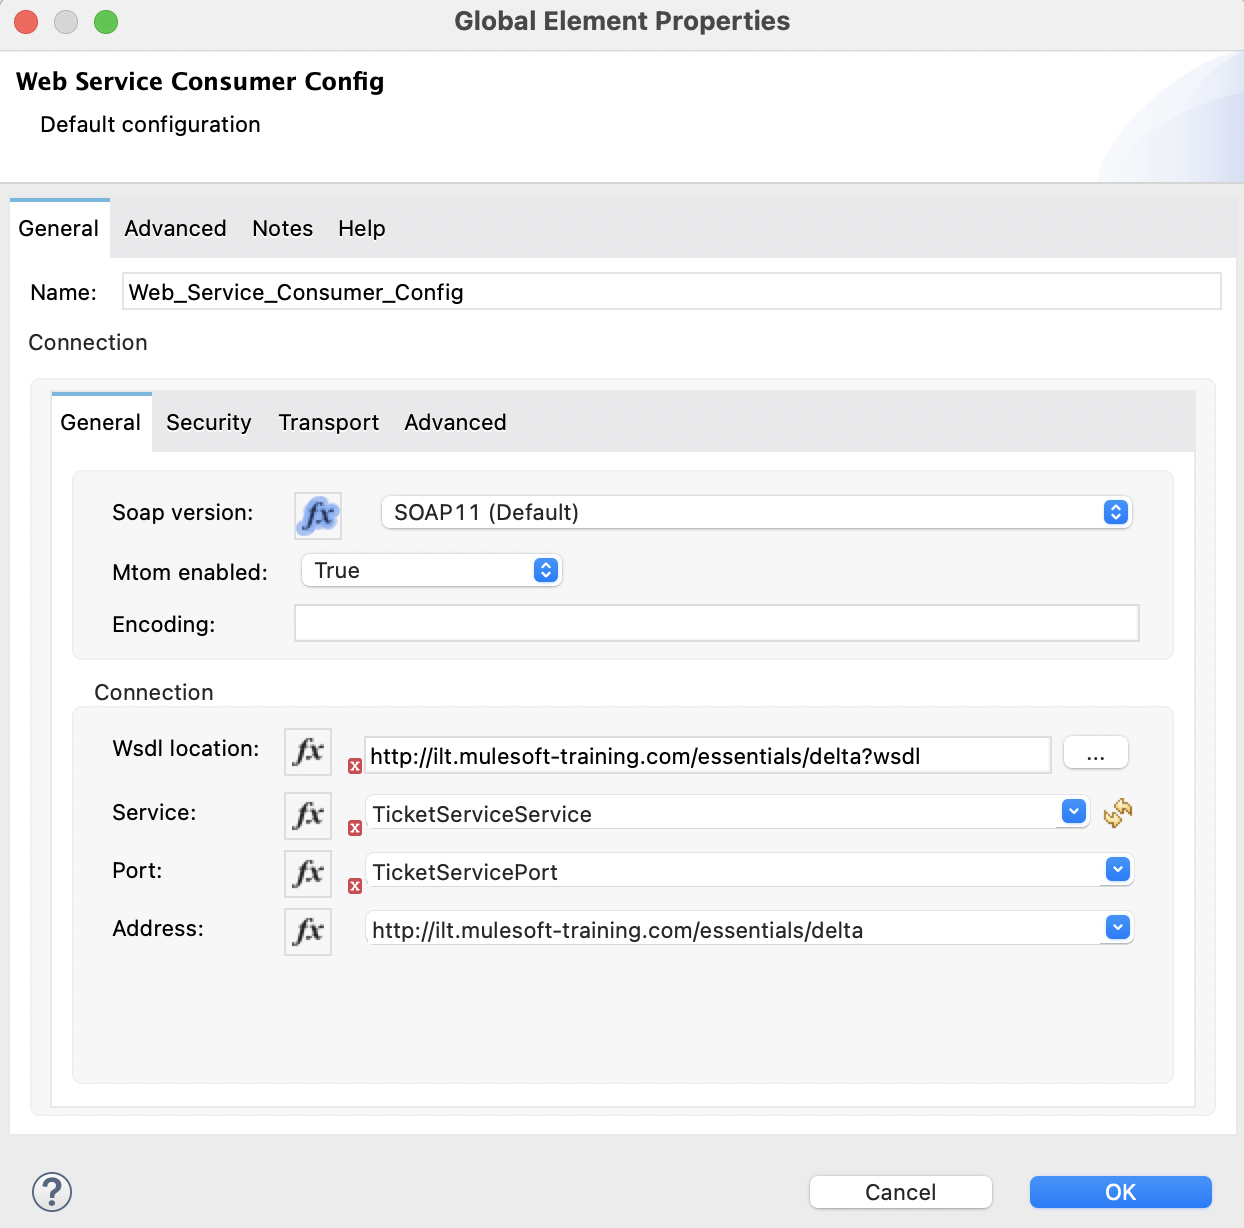 Global Element Properties
Web Service Consumer Config
Default configuration
General Advanced Notes Help
Name: Web_Service_Consumer_Config
Connection
General Security Transport Advanced
Soap version: fx SOAP11 (Default)
Mtom enabled: True
Encoding:
Connection
Wsdl location: fx http://ilt.mulesoft-training.com/essentials/delta?wsdl ...
Service: fx TicketServiceService
Port: fx TicketServicePort
Address: fx http://ilt.mulesoft-training.com/essentials/delta
? Cancel OK